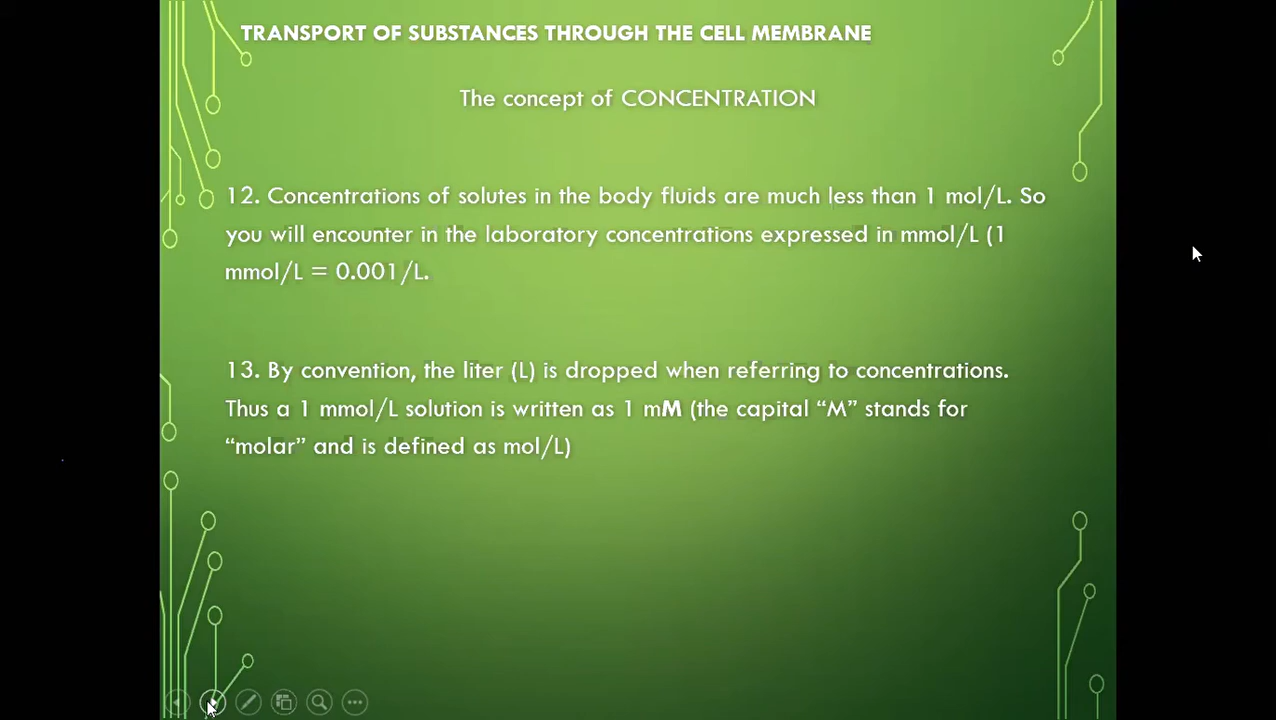 TRANSPORT OF SUBSTANCES THROUGH THE CELL MEMBRANE
The concept of CONCENTRATION
12. Concentrations of solutes in the body fluids are much less than 1 mol/L. So
you will encounter in the laboratory concentrations expressed in mmol/L (1
mmol/L = 0.001/L.
13. By convention, the liter (L) is dropped when referring to concentrations.
Thus a 1 mmol/L solution is written as 1 mM (the capital “M” stands for
“molar” and is defined as mol/L)